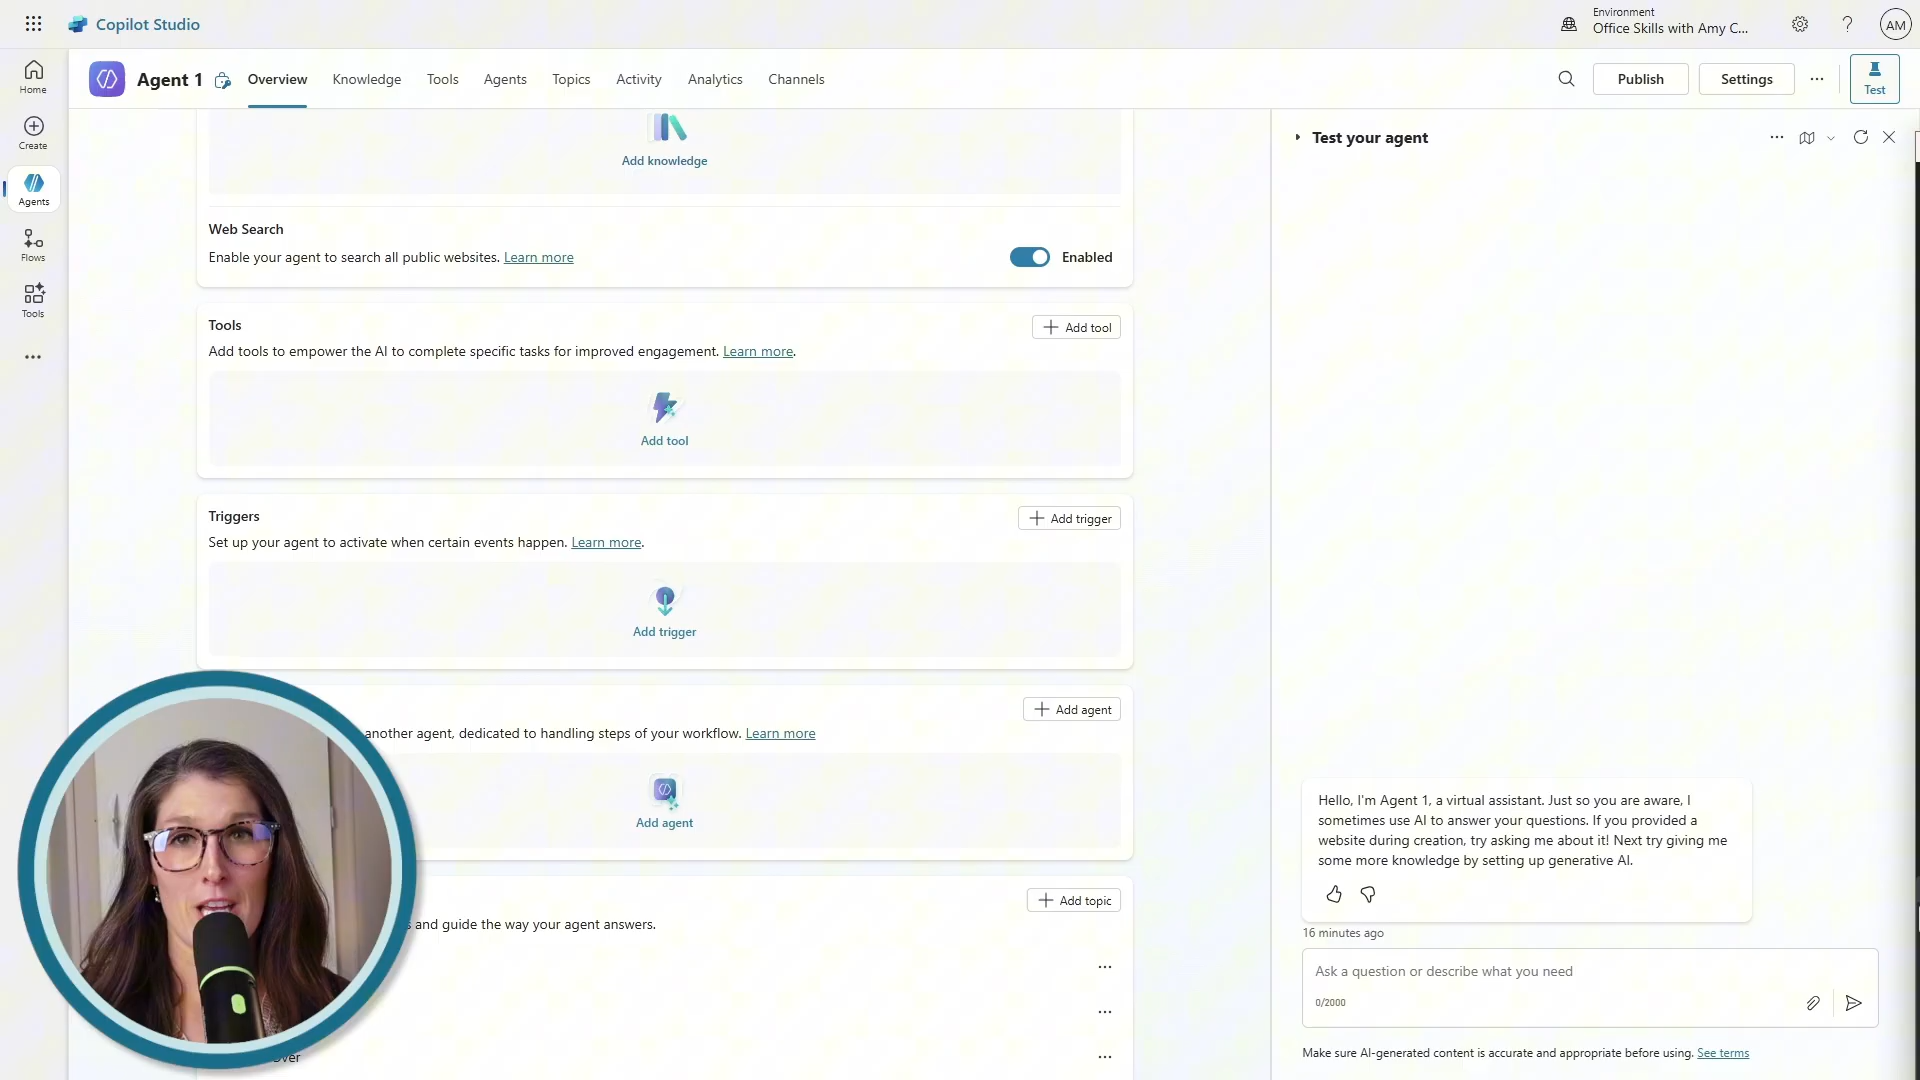 Copilot Studio
Environment
Office Skills with Amy C...
AM
Home
Create
Agents
Flows
Tools
Agent 1
Overview
Knowledge
Tools
Agents
Topics
Activity
Analytics
Channels
Publish
Settings
Test
Add knowledge
Web Search
Enable your agent to search all public websites. Learn more
Enabled
Tools
Add tool
Add tools to empower the AI to complete specific tasks for improved engagement. Learn more.
Add tool
Triggers
Add trigger
Set up your agent to activate when certain events happen. Learn more.
Add trigger
Add agent
another agent, dedicated to handling steps of your workflow. Learn more
Add agent
Add topic
and guide the way your agent answers.
Test your agent
Hello, I'm Agent 1, a virtual assistant. Just so you are aware, I
sometimes use AI to answer your questions. If you provided a
website during creation, try asking me about it! Next try giving me
some more knowledge by setting up generative AI.
16 minutes ago
Ask a question or describe what you need
0/2000
Make sure AI-generated content is accurate and appropriate before using. See terms